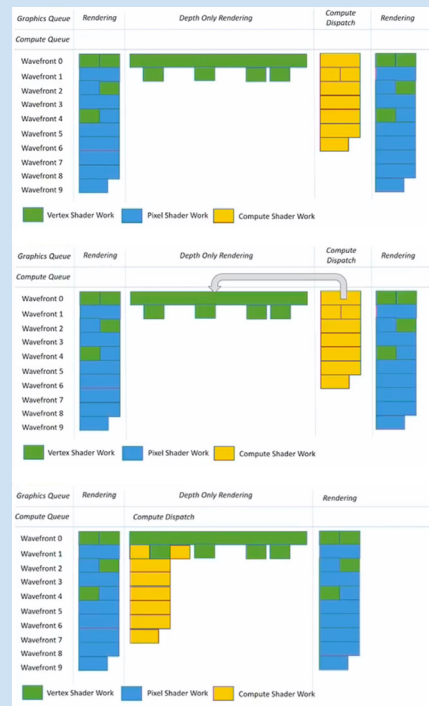 Graphics Queue Rendering Depth Only Rendering Compute Dispatch Rendering
Compute Queue
Wavefront 0
Wavefront 1
Wavefront 2
Wavefront 3
Wavefront 4
Wavefront 5
Wavefront 6
Wavefront 7
Wavefront 8
Wavefront 9
Vertex Shader Work Pixel Shader Work Compute Shader Work
Graphics Queue Rendering Depth Only Rendering Compute Dispatch Rendering
Compute Queue
Wavefront 0
Wavefront 1
Wavefront 2
Wavefront 3
Wavefront 4
Wavefront 5
Wavefront 6
Wavefront 7
Wavefront 8
Wavefront 9
Vertex Shader Work Pixel Shader Work Compute Shader Work
Graphics Queue Rendering Depth Only Rendering Rendering
Compute Queue Compute Dispatch
Wavefront 0
Wavefront 1
Wavefront 2
Wavefront 3
Wavefront 4
Wavefront 5
Wavefront 6
Wavefront 7
Wavefront 8
Wavefront 9
Vertex Shader Work Pixel Shader Work Compute Shader Work